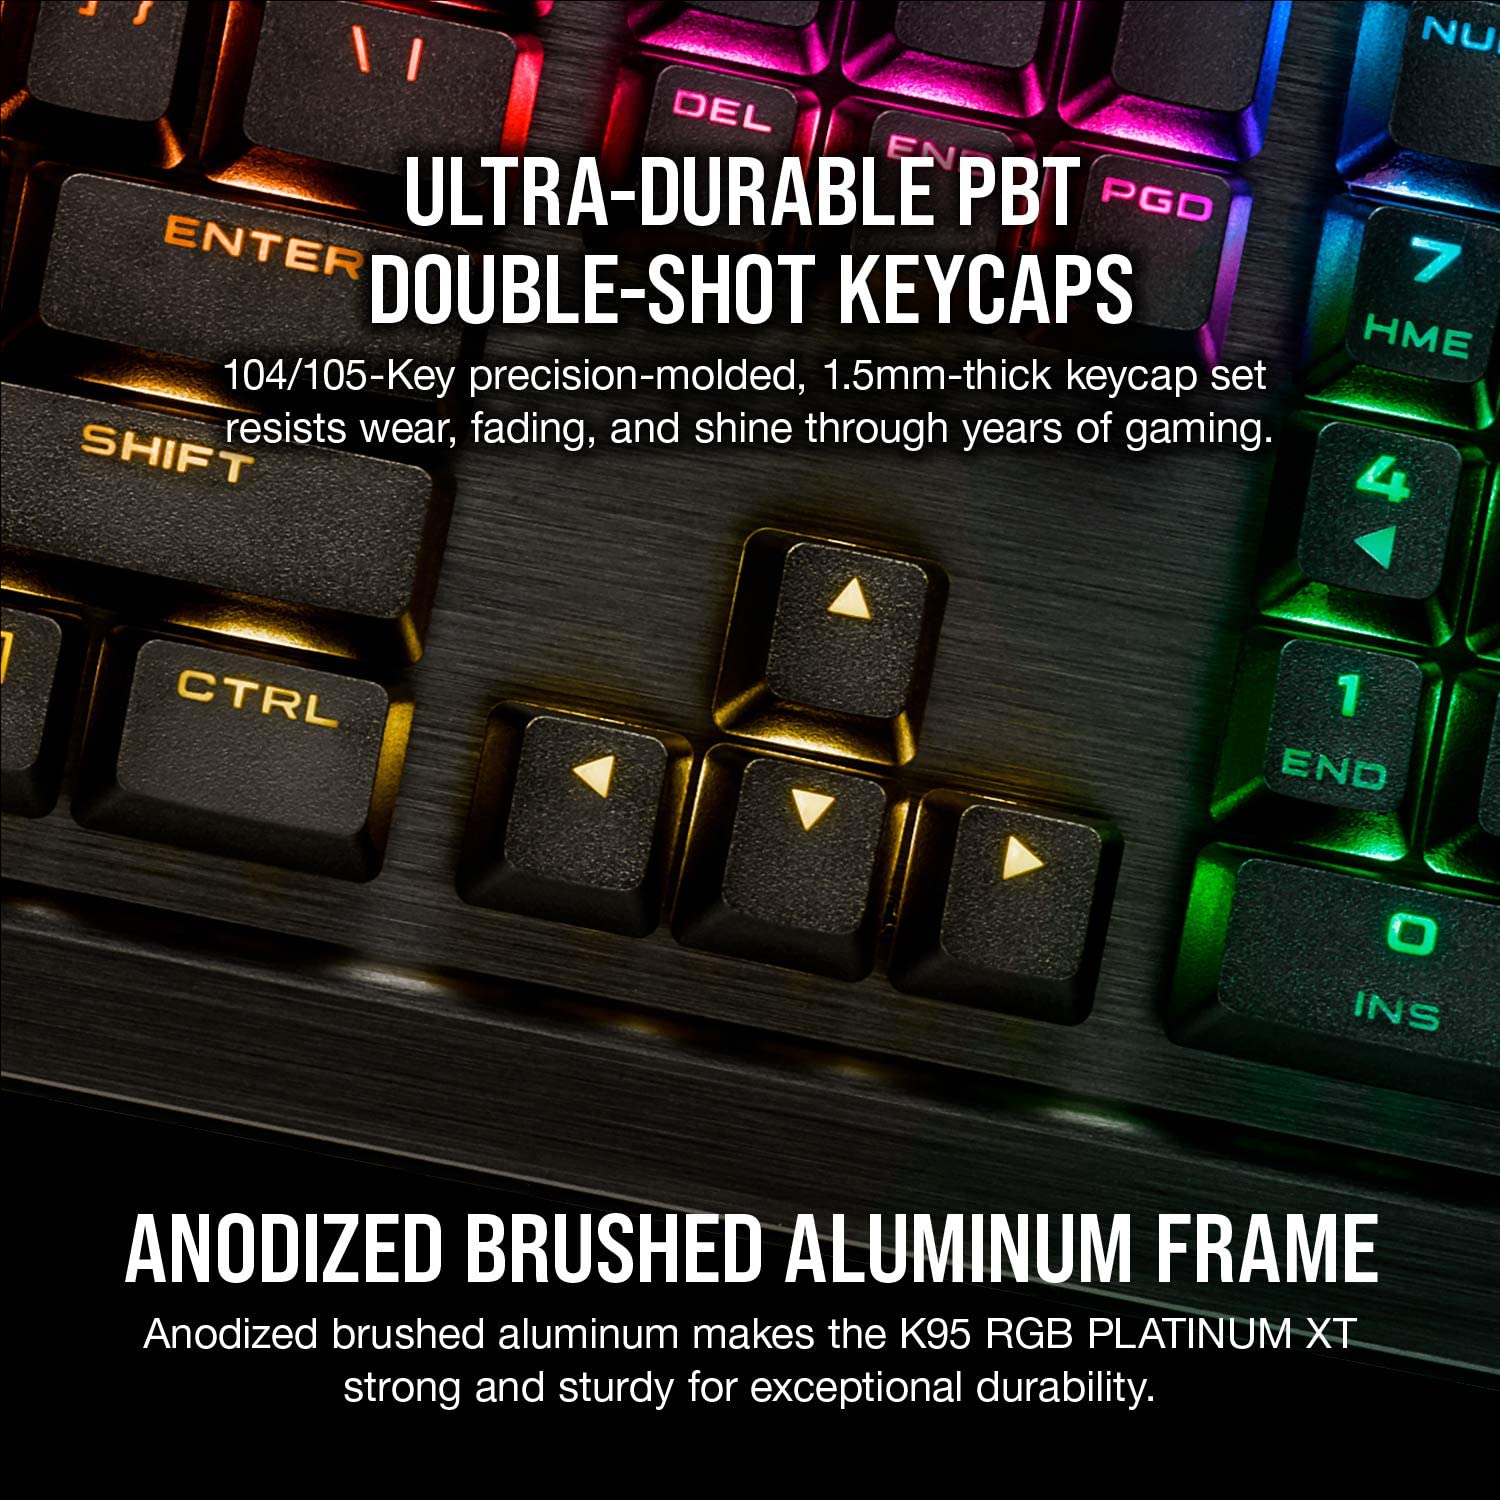 } ]
\ |
NU
DEL
END
PGD
ULTRA-DURABLE PBT
DOUBLE-SHOT KEYCAPS
ENTER
7
HME
104/105-Key precision-molded, 1.5mm-thick keycap set
resists wear, fading, and shine through years of gaming.
SHIFT
4
CTRL
1
END
0
INS
ANODIZED BRUSHED ALUMINUM FRAME
Anodized brushed aluminum makes the K95 RGB PLATINUM XT
strong and sturdy for exceptional durability.